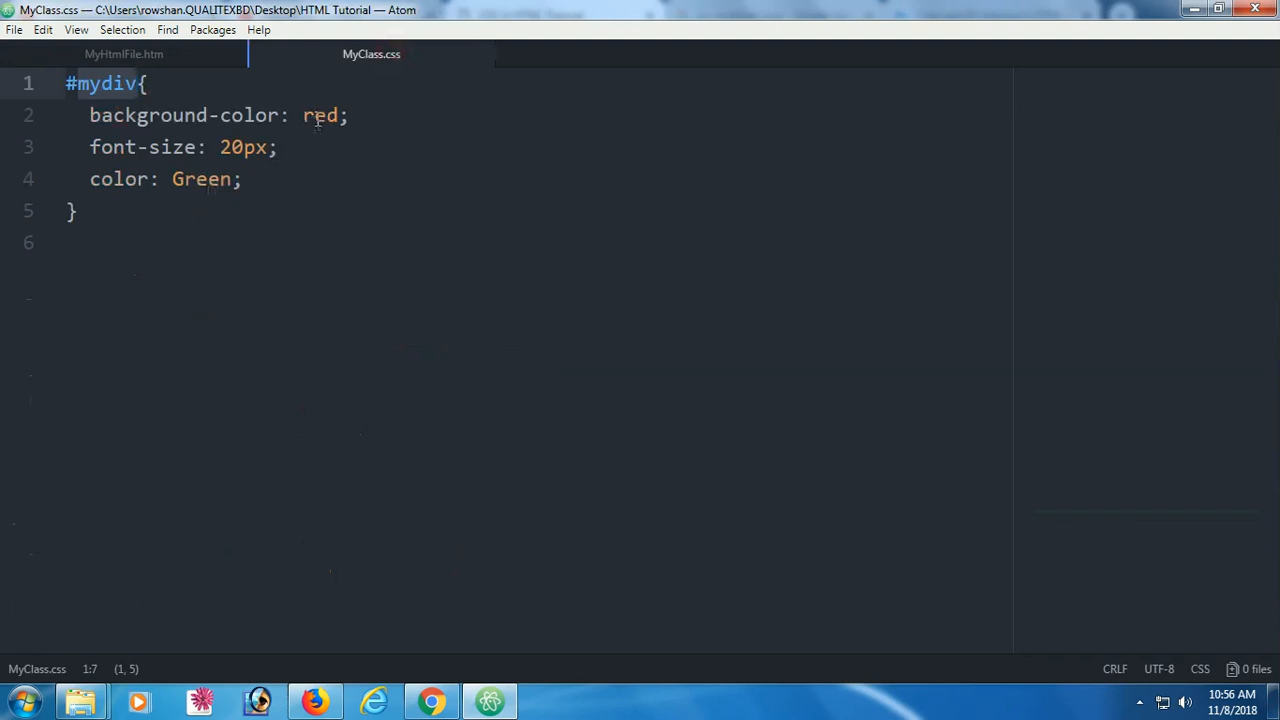 MyClass.css — C:\Users\rowshan.QUALITEXBD\Desktop\HTML Tutorial — Atom
File Edit View Selection Find Packages Help
MyHtmlFile.htm MyClass.css
1 #mydiv{
2 background-color: red;
3 font-size: 20px;
4 color: Green;
5 }
6
MyClass.css 1:7 (1, 5) CRLF UTF-8 CSS 0 files
10:56 AM
11/8/2018